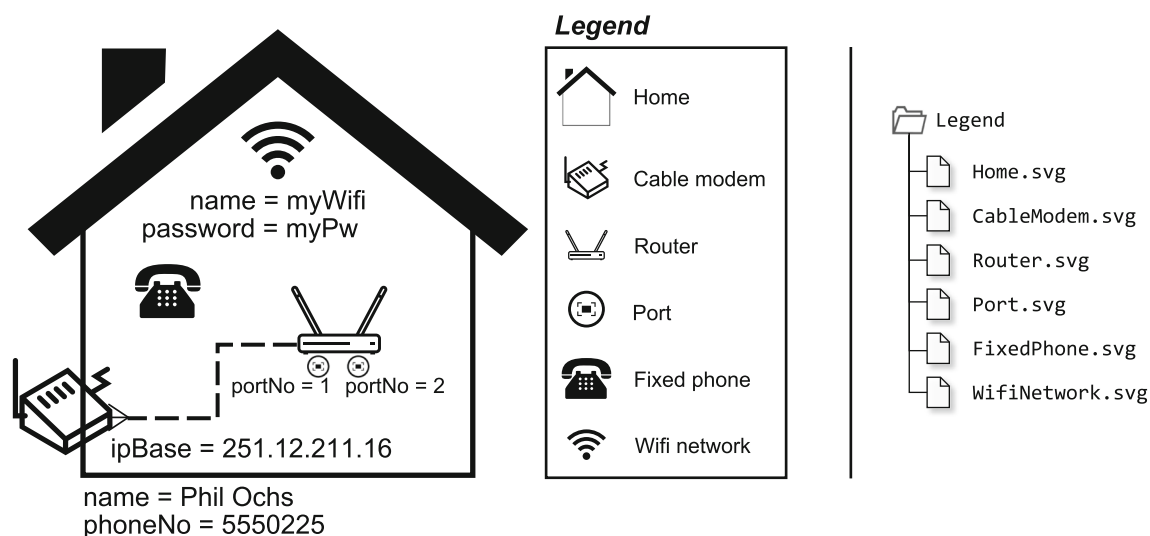 name = myWifi
password = myPw
portNo = 1 portNo = 2
ipBase = 251.12.211.16
name = Phil Ochs
phoneNo = 5550225
Legend
Home
Cable modem
Router
Port
Fixed phone
Wifi network
Legend
Home.svg
CableModem.svg
Router.svg
Port.svg
FixedPhone.svg
WifiNetwork.svg